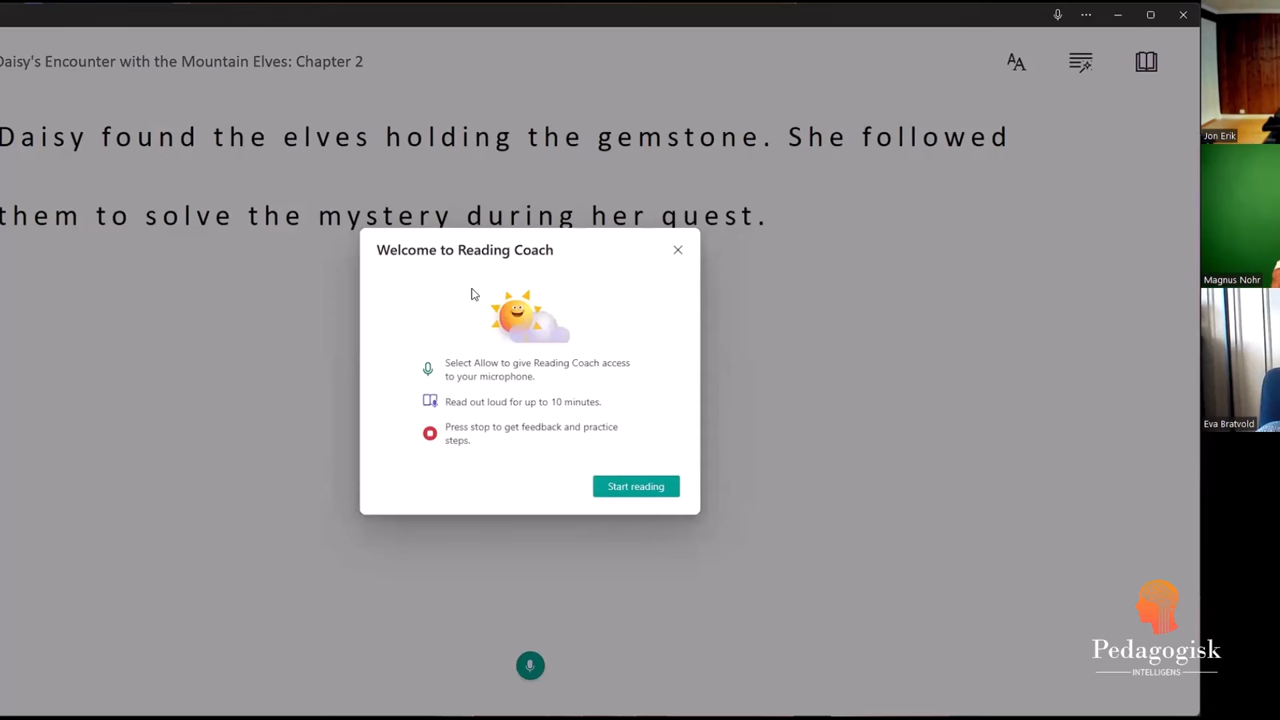 Daisy's Encounter with the Mountain Elves: Chapter 2
Daisy found the elves holding the gemstone. She followed
them to solve the mystery during her quest.
Welcome to Reading Coach
Select Allow to give Reading Coach access
to your microphone.
Read out loud for up to 10 minutes.
Press stop to get feedback and practice
steps.
Start reading
Jon Erik
Magnus Nohr
Eva Bratvold
Pedagogisk
INTELLIGENS